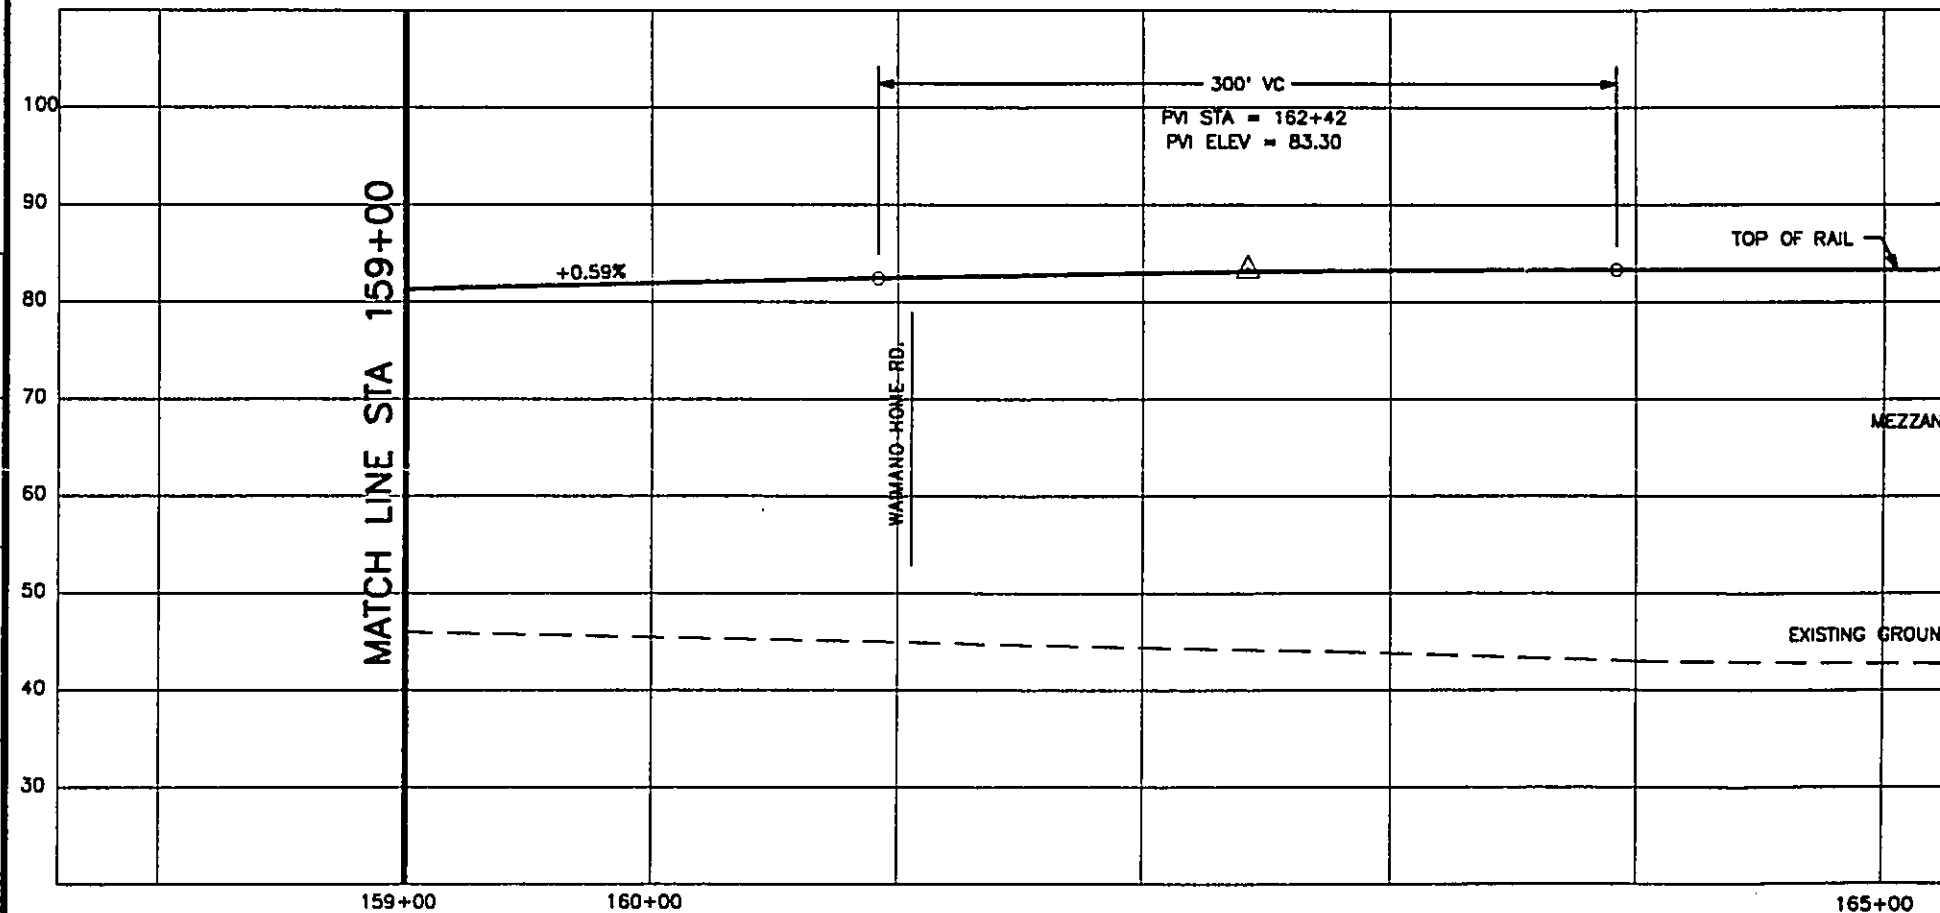 300' VC
PVI STA = 162+42
PVI ELEV = 83.30
100
90
80
70
60
50
40
30
MATCH LINE STA 159+00
+0.59%
TOP OF RAIL
WAIMANO HOME RD.
MEZZAN
EXISTING GROUN
159+00
160+00
165+00